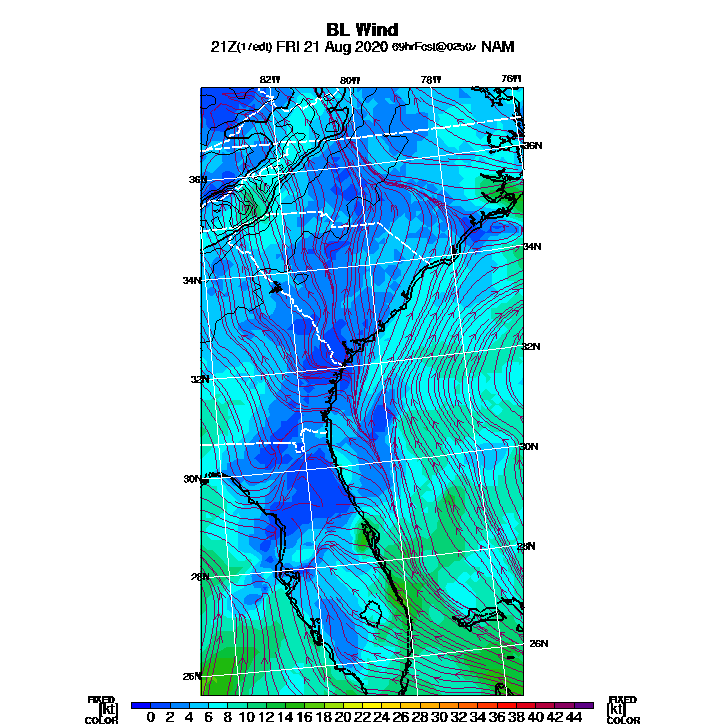 BL Wind
21Z(17edt) FRI 21 Aug 2020 69hrFcst@0250z NAM
82W 80W 78W 76W
36N
36N
34N
34N
32N
32N
30N
30N
28N
28N
26N
26N
FIXED FIXED
[kt] 0 2 4 6 8 10 12 14 16 18 20 22 24 26 28 30 32 34 36 38 40 42 44 [kt]
COLOR COLOR